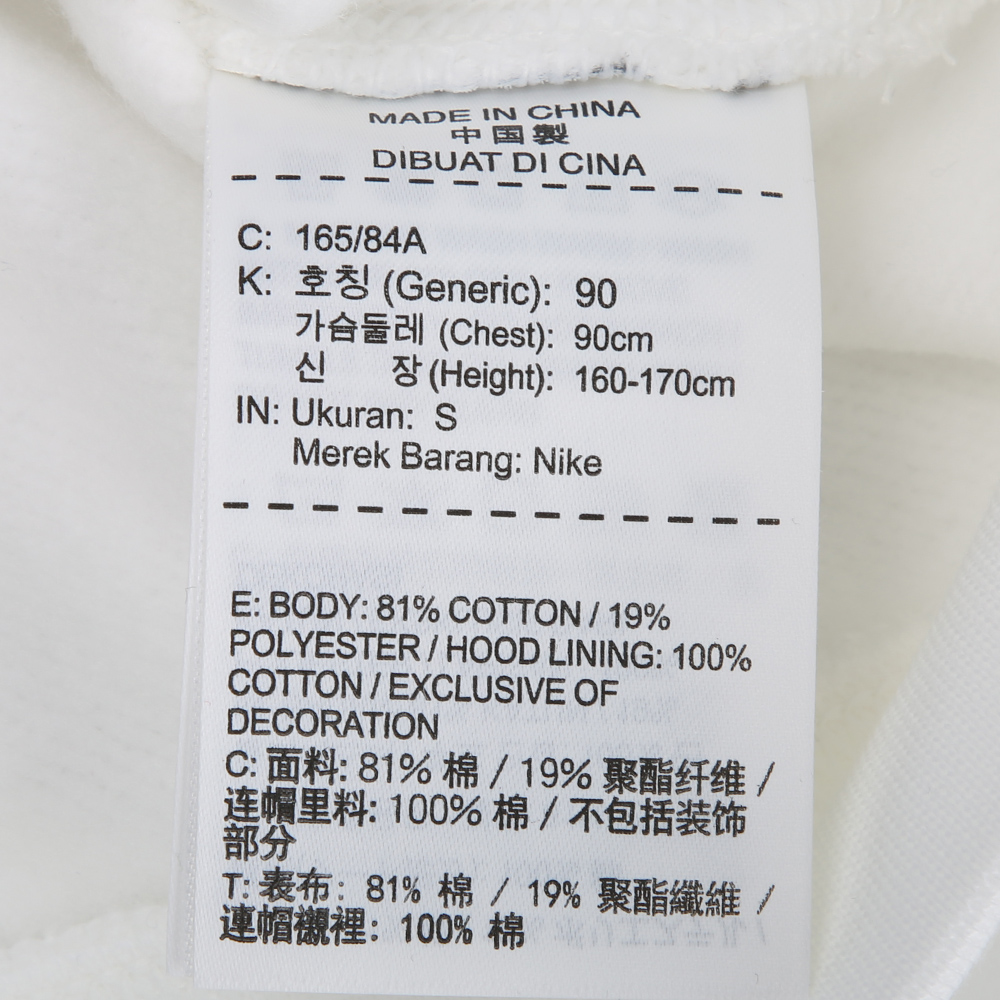 MADE IN CHINA
中国製
DIBUAT DI CINA
C: 165/84A
K: 호칭 (Generic): 90
가슴둘레 (Chest): 90cm
신 장 (Height): 160-170cm
IN: Ukuran: S
Merek Barang: Nike
E: BODY: 81% COTTON / 19%
POLYESTER / HOOD LINING: 100%
COTTON / EXCLUSIVE OF
DECORATION
C: 面料: 81% 棉 / 19% 聚酯纤维 /
连帽里料: 100% 棉 / 不包括装饰
部分
T: 表布: 81% 棉 / 19% 聚酯纖維 /
連帽襯裡: 100% 棉